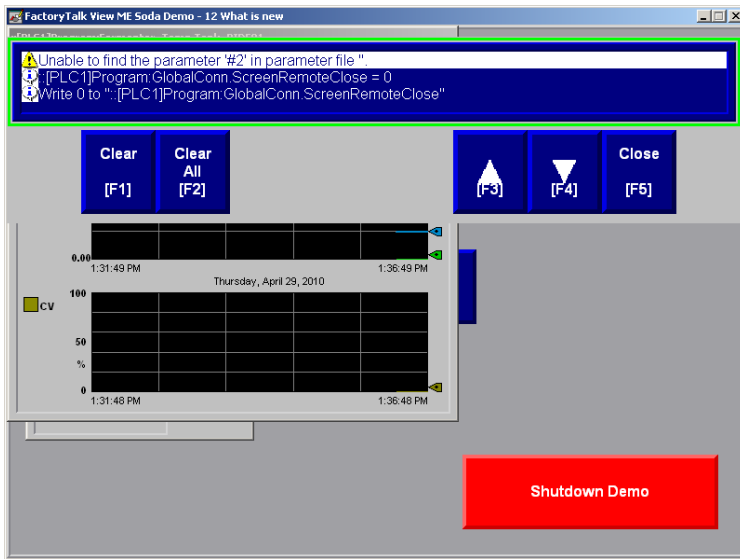 FactoryTalk View ME Soda Demo - 12 What is new
Unable to find the parameter '#2' in parameter file ''.
::[PLC1]Program:GlobalConn.ScreenRemoteClose = 0
Write 0 to "::[PLC1]Program:GlobalConn.ScreenRemoteClose"
Clear
[F1]
Clear
All
[F2]
[F3]
[F4]
Close
[F5]
0.00
1:31:49 PM
1:36:49 PM
Thursday, April 29, 2010
CV
100
50
%
0
1:31:48 PM
1:36:48 PM
Shutdown Demo